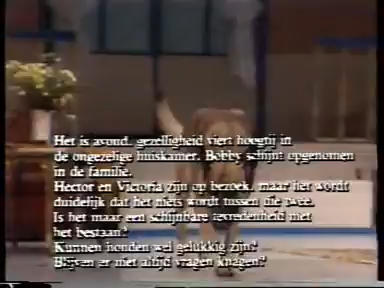 Het is avond, gezelligheid viert hoogtij in
de ongezellige huiskamer. Bobby schijnt opgenomen
in de familie.
Hector en Victoria zijn op bezoek, maar het wordt
duidelijk dat het niets wordt tussen die twee.
Is het maar een schijnbare tevredenheid met
het bestaan?
Kunnen honden wel gelukkig zijn?
Blijven er niet altijd vragen knagen?